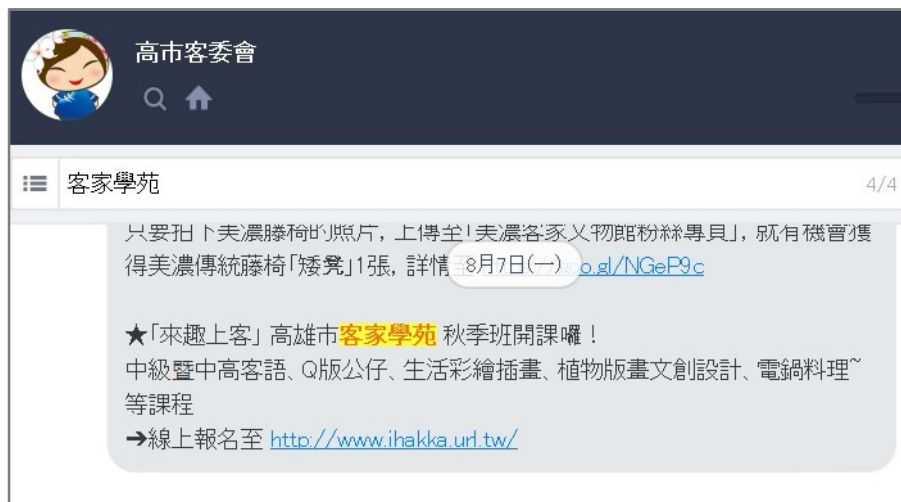 高市客委會
客家學苑
4/4
只要拍下美濃藤椅的照片, 上傳至「美濃客家文物館粉絲專頁」, 就有機會獲
得美濃傳統藤椅「矮凳」1張, 詳情 8月7日(一) o.gl/NGeP9c
★「來趣上客」高雄市客家學苑 秋季班開課囉！
中級暨中高客語、Q版公仔、生活彩繪插畫、植物版畫文創設計、電鍋料理~
等課程
➔線上報名至 http://www.ihakka.url.tw/